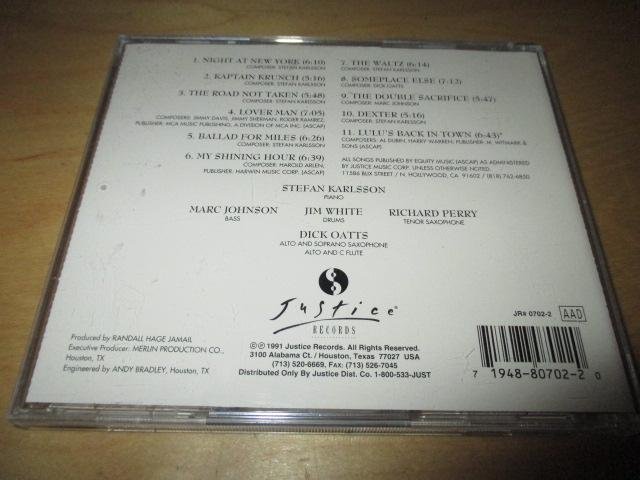 1. NIGHT AT NEW YORK (6:10)
COMPOSER: STEFAN KARLSSON
2. KAPTAIN KRUNCH (5:16)
COMPOSER: STEFAN KARLSSON
3. THE ROAD NOT TAKEN (5:48)
COMPOSER: STEFAN KARLSSON
4. LOVER MAN (7:05)
COMPOSERS: JIMMY DAVIS, JIMMY SHERMAN, ROGER RAMIREZ;
PUBLISHER: MCA MUSIC PUBLISHING, A DIVISION OF MCA INC. (ASCAP)
5. BALLAD FOR MILES (6:26)
COMPOSER: STEFAN KARLSSON
6. MY SHINING HOUR (6:39)
COMPOSER: HAROLD ARLEN;
PUBLISHER: HARWIN MUSIC CORP. (ASCAP)
7. THE WALTZ (6:14)
COMPOSER: STEFAN KARLSSON
8. SOMEPLACE ELSE (7:12)
COMPOSER: DICK OATTS
9. THE DOUBLE SACRIFICE (5:47)
COMPOSER: MARC JOHNSON
10. DEXTER (5:16)
COMPOSER: STEFAN KARLSSON
11. LULU'S BACK IN TOWN (6:43)*
COMPOSERS: AL DUBIN, HARRY WARREN; PUBLISHER: M. WITMARK &
SONS (ASCAP)
ALL SONGS PUBLISHED BY EQUITY MUSIC (ASCAP) AS ADMINISTERED
BY JUSTICE MUSIC CORP. UNLESS OTHERWISE NOTED.
11586 BLIX STREET / N. HOLLYWOOD, CA 91602 / (818) 762-6850
STEFAN KARLSSON
PIANO
MARC JOHNSON
BASS
JIM WHITE
DRUMS
RICHARD PERRY
TENOR SAXOPHONE
DICK OATTS
ALTO AND SOPRANO SAXOPHONE
ALTO AND C FLUTE
Justice®
RECORDS
Produced by RANDALL HAGE JAMAIL
Executive Producer: MERLIN PRODUCTION CO.,
Houston, TX
Engineered by ANDY BRADLEY, Houston, TX
©℗ 1991 Justice Records. All Rights Reserved.
3100 Alabama Ct. / Houston, Texas 77027 USA
(713) 520-6669, FAX: (713) 526-7045
Distributed Only By Justice Dist. Co. 1-800-533-JUST
JR# 0702-2
AAD
7 1948-80702-2 0